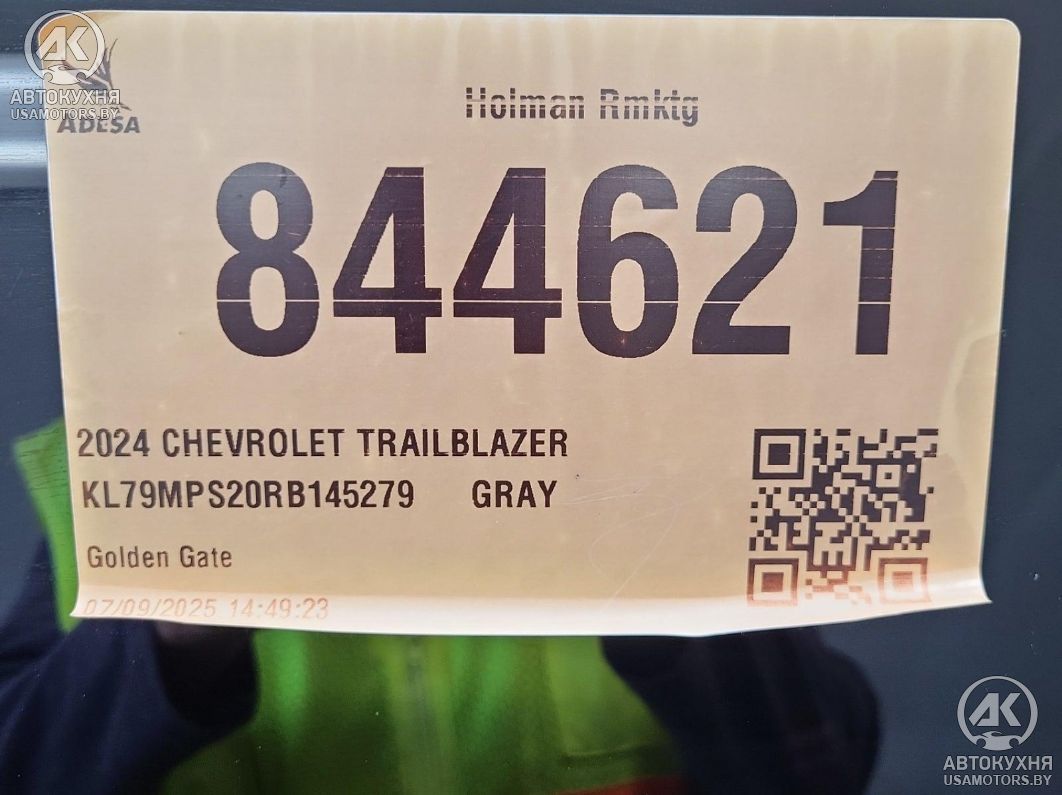 АВТОКУХНЯ
USAMOTORS.BY
ADESA
Holman Rmktg
844621
2024 CHEVROLET TRAILBLAZER
KL79MPS20RB145279 GRAY
Golden Gate
07/09/2025 14:49:23
АК
АВТОКУХНЯ
USAMOTORS.BY